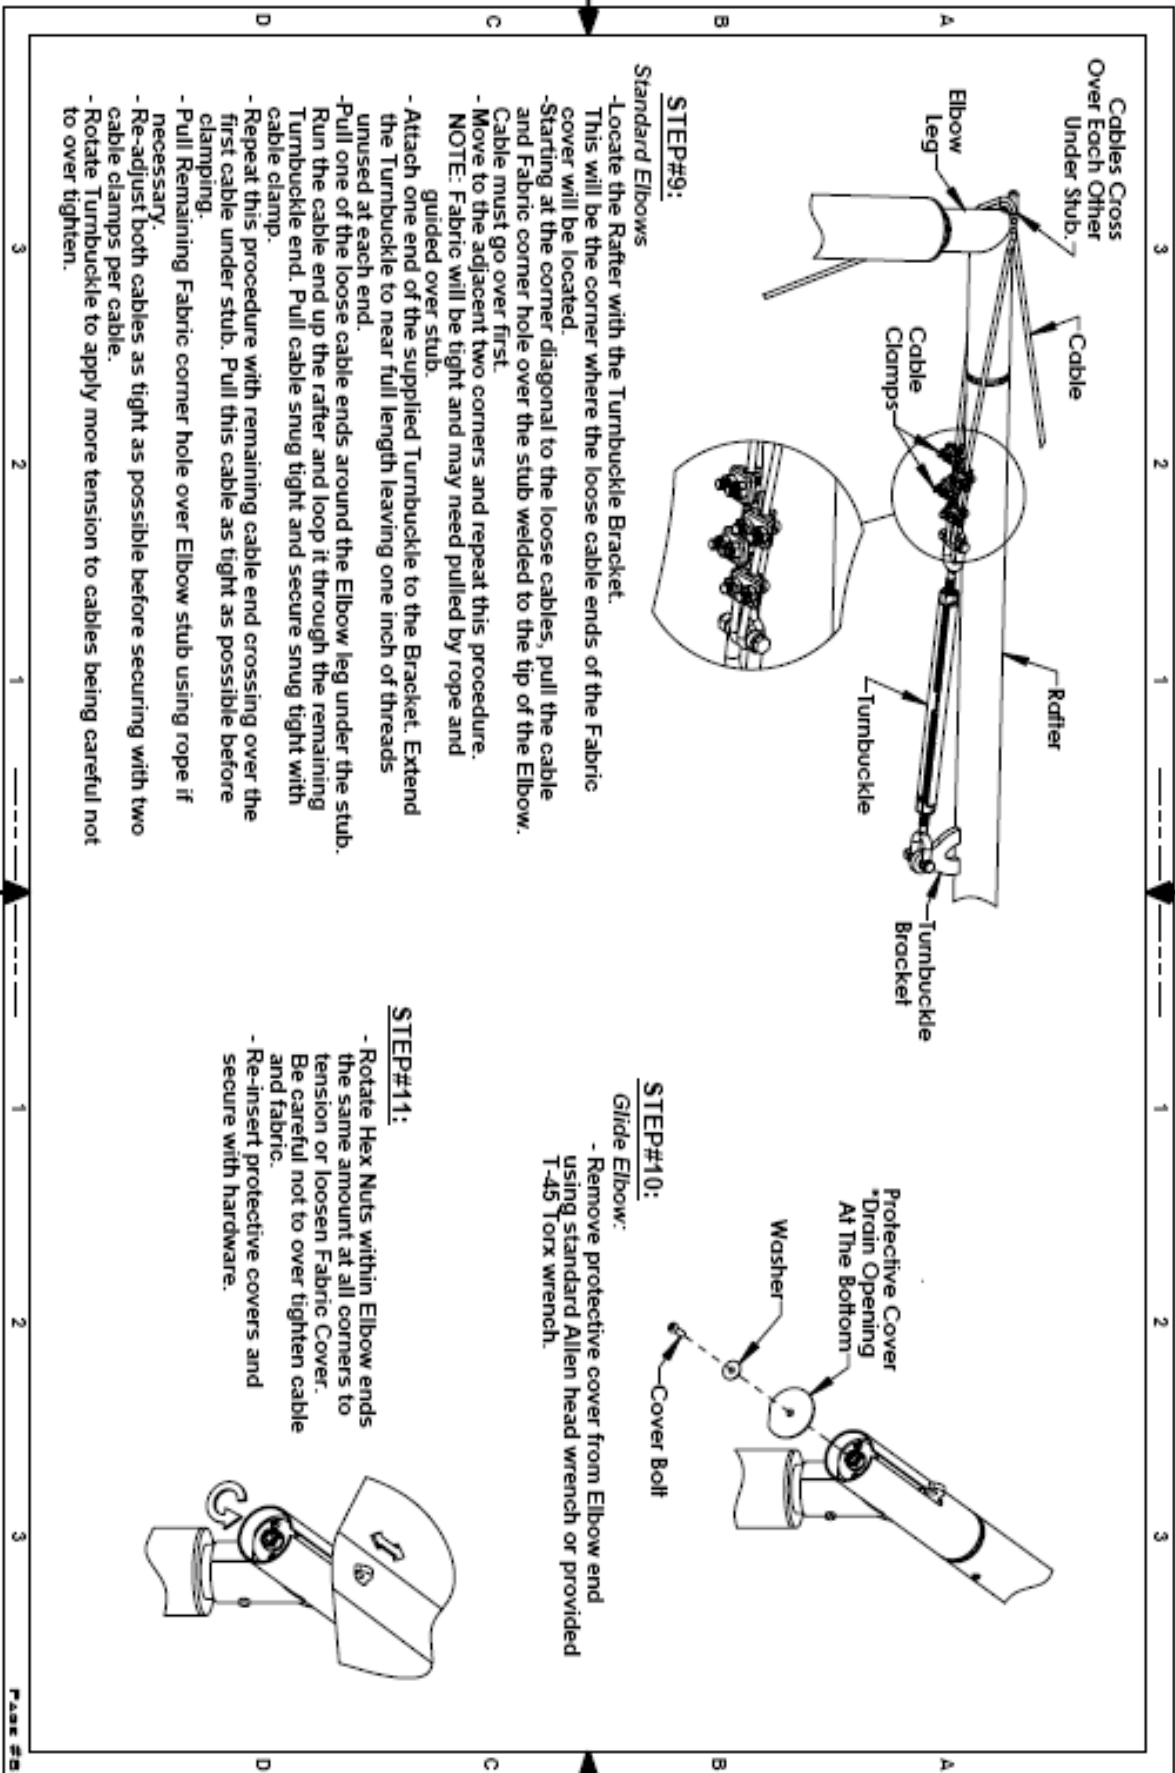 Cables Cross
Over Each Other
Under Stub.
Elbow
Leg
Cable
Cable
Clamps
Rafter
Turnbuckle
Turnbuckle
Bracket
STEP#9:
Standard Elbows
-Locate the Rafter with the Turnbuckle Bracket.
This will be the corner where the loose cable ends of the Fabric
cover will be located.
-Starting at the corner diagonal to the loose cables, pull the cable
and Fabric corner hole over the stub welded to the tip of the Elbow.
Cable must go over first.
- Move to the adjacent two corners and repeat this procedure.
NOTE: Fabric will be tight and may need pulled by rope and
guided over stub.
- Attach one end of the supplied Turnbuckle to the Bracket. Extend
the Turnbuckle to near full length leaving one inch of threads
unused at each end.
-Pull one of the loose cable ends around the Elbow leg under the stub.
Run the cable end up the rafter and loop it through the remaining
Turnbuckle end. Pull cable snug tight and secure snug tight with
cable clamp.
- Repeat this procedure with remaining cable end crossing over the
first cable under stub. Pull this cable as tight as possible before
clamping.
- Pull Remaining Fabric corner hole over Elbow stub using rope if
necessary.
- Re-adjust both cables as tight as possible before securing with two
cable clamps per cable.
- Rotate Turnbuckle to apply more tension to cables being careful not
to over tighten.
Protective Cover
*Drain Opening
At The Bottom
Washer
Cover Bolt
STEP#10:
Glide Elbow:
- Remove protective cover from Elbow end
using standard Allen head wrench or provided
T-45 Torx wrench.
STEP#11:
- Rotate Hex Nuts within Elbow ends
the same amount at all corners to
tension or loosen Fabric Cover.
Be careful not to over tighten cable
and fabric.
- Re-insert protective covers and
secure with hardware.
3
2
1
1
2
3
A
B
C
D
A
B
C
D
PAGE #8